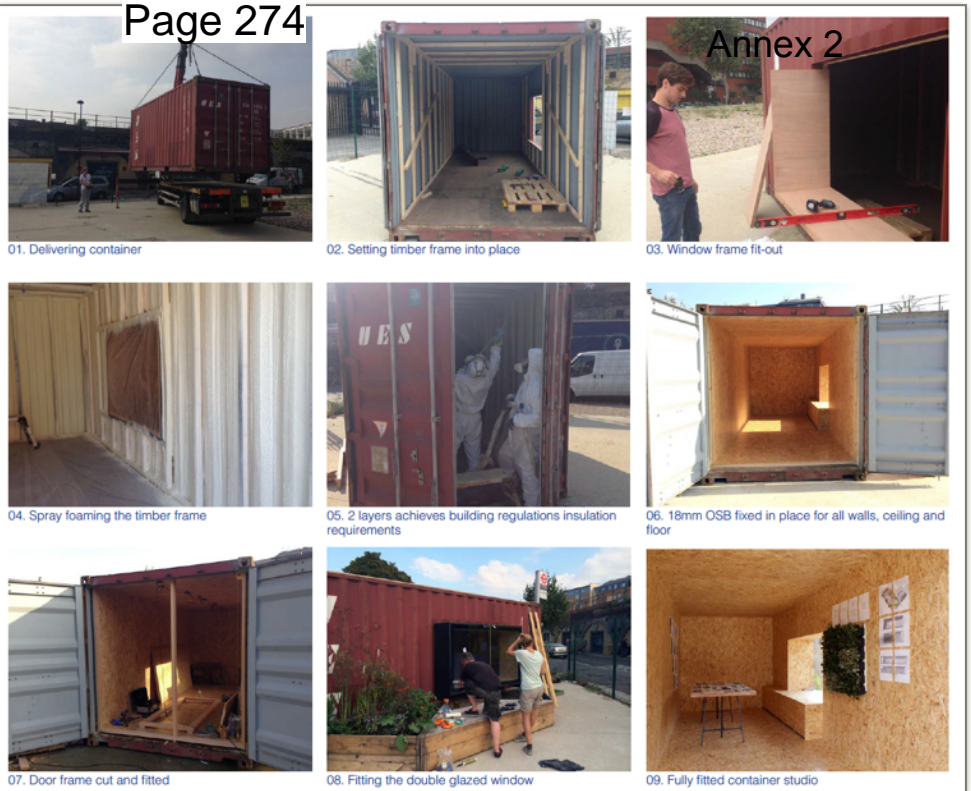 Page 274
Annex 2
UES
01. Delivering container
02. Setting timber frame into place
03. Window frame fit-out
UES
04. Spray foaming the timber frame
05. 2 layers achieves building regulations insulation
requirements
06. 18mm OSB fixed in place for all walls, ceiling and
floor
07. Door frame cut and fitted
08. Fitting the double glazed window
09. Fully fitted container studio